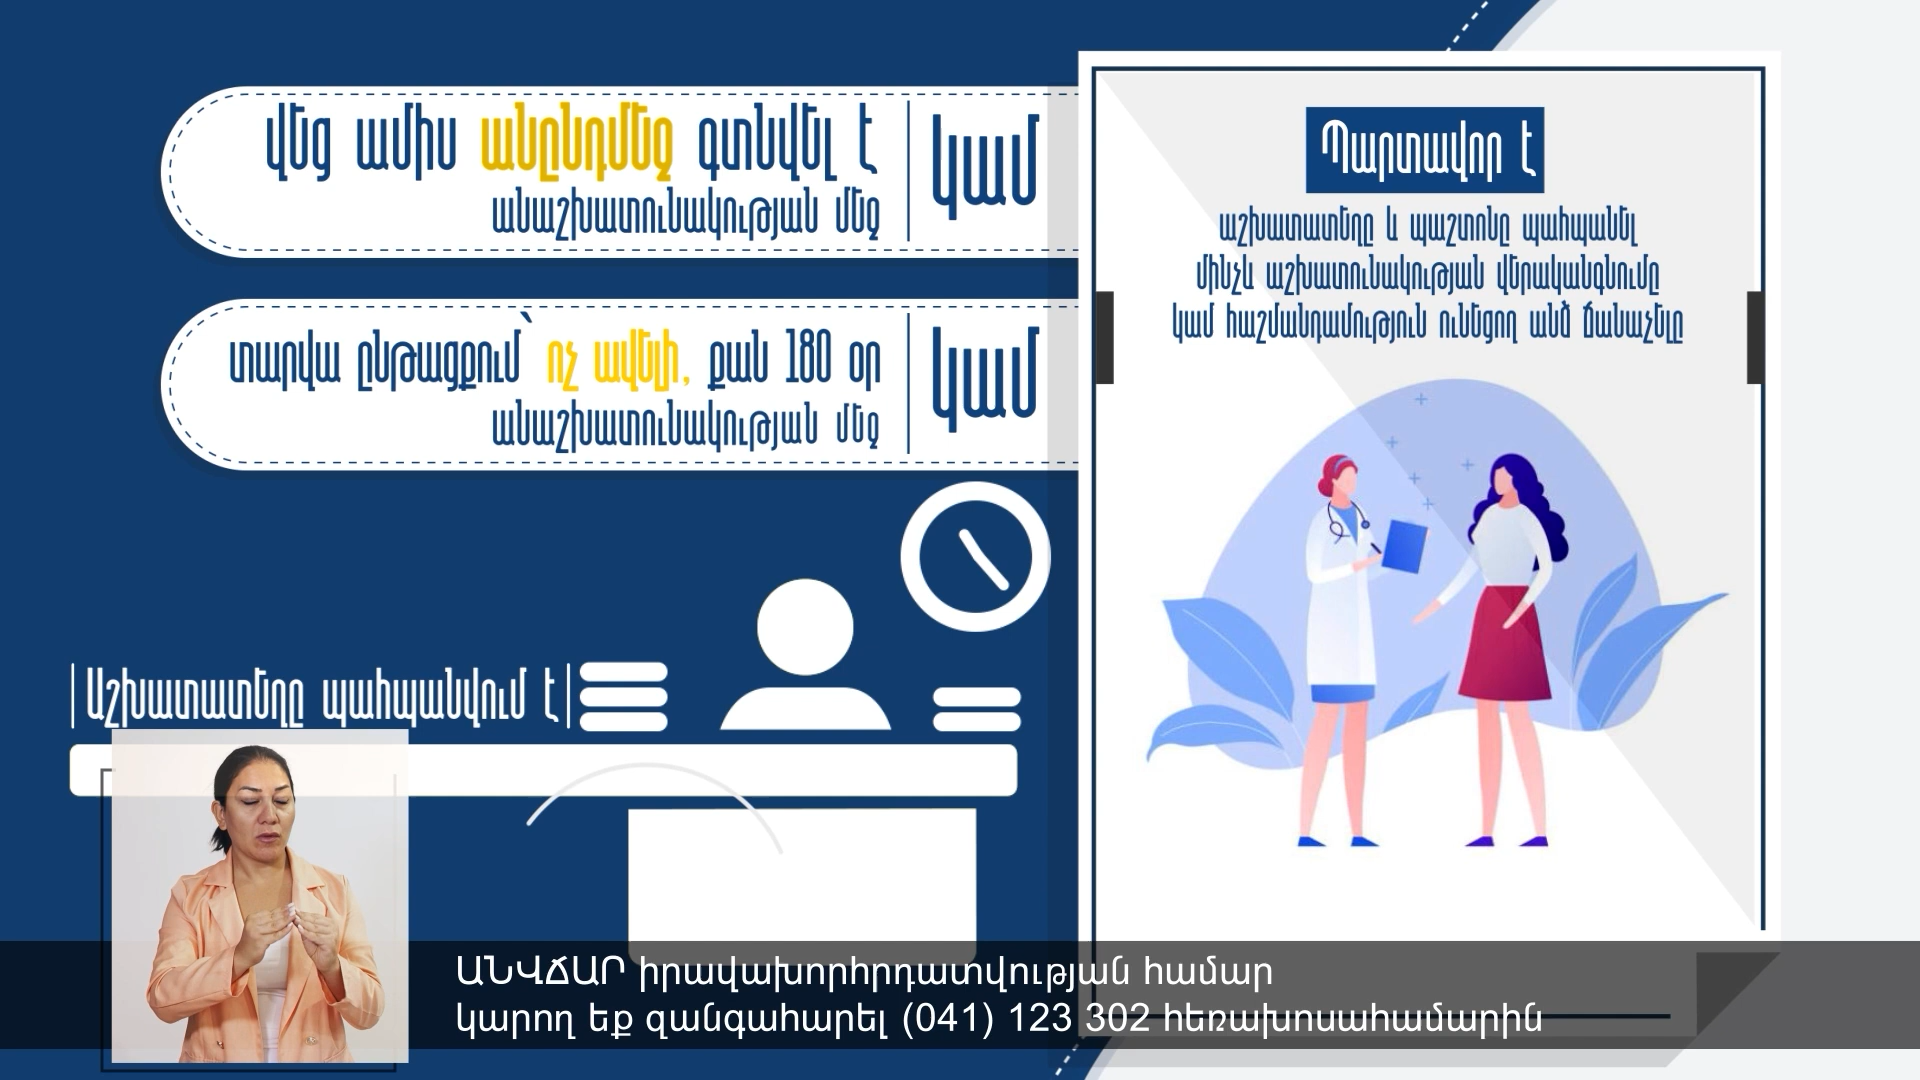 վեց ամիս անընդմեջ գտնվել է
անաշխատունակության մեջ
կամ
տարվա ընթացքում՝ ոչ ավելի, քան 180 օր
անաշխատունակության մեջ
կամ
Աշխատատեղը պահպանվում է
Պարտավոր է
աշխատատեղը և պաշտոնը պահպանել
մինչև աշխատունակության վերականգնումը
կամ հաշմանդամություն ունեցող անձ ճանաչելը
ԱՆՎՃԱՐ իրավախորհրդատվության համար
կարող եք զանգահարել (041) 123 302 հեռախոսահամարին